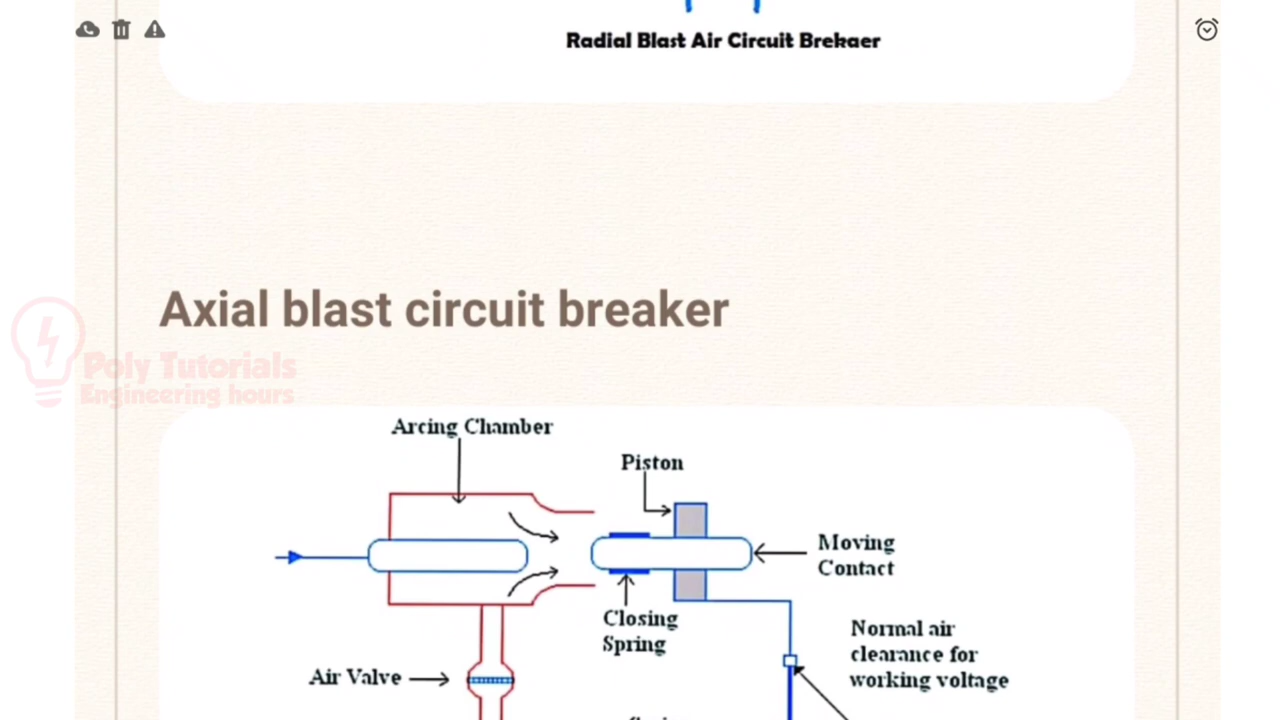 Radial Blast Air Circuit Brekaer
Axial blast circuit breaker
Poly Tutorials
Engineering hours
Arcing Chamber
Piston
Moving
Contact
Closing
Spring
Normal air
clearance for
working voltage
Air Valve